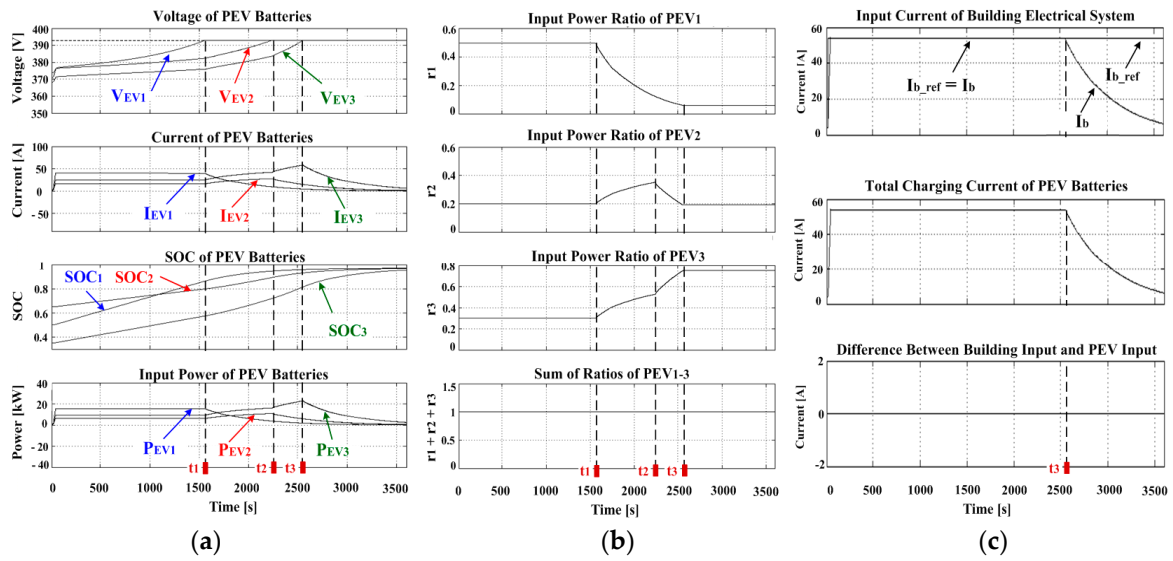 Voltage of PEV Batteries
Voltage [V]
400
390
380
370
360
350
VEV1
VEV2
VEV3
Current of PEV Batteries
Current [A]
100
50
0
-50
IEV1
IEV2
IEV3
SOC of PEV Batteries
SOC
1
0.8
0.6
0.4
SOC1
SOC2
SOC3
Input Power of PEV Batteries
Power [kW]
40
20
0
-20
-40
PEV1
PEV2
PEV3
t1
t2
t3
0 500 1000 1500 2000 2500 3000 3500
Time [s]
(a)
Input Power Ratio of PEV1
r1
0.6
0.4
0.2
0
Input Power Ratio of PEV2
r2
0.6
0.4
0.2
0
Input Power Ratio of PEV3
r3
0.8
0.6
0.4
0.2
0
Sum of Ratios of PEV1-3
r1 + r2 + r3
1.5
1
0.5
0
t1
t2
t3
0 500 1000 1500 2000 2500 3000 3500
Time [s]
(b)
Input Current of Building Electrical System
Current [A]
60
40
20
0
Ib_ref = Ib
Ib_ref
Ib
Total Charging Current of PEV Batteries
Current [A]
60
40
20
0
Difference Between Building Input and PEV Input
Current [A]
2
0
-2
t3
0 500 1000 1500 2000 2500 3000 3500
Time [s]
(c)